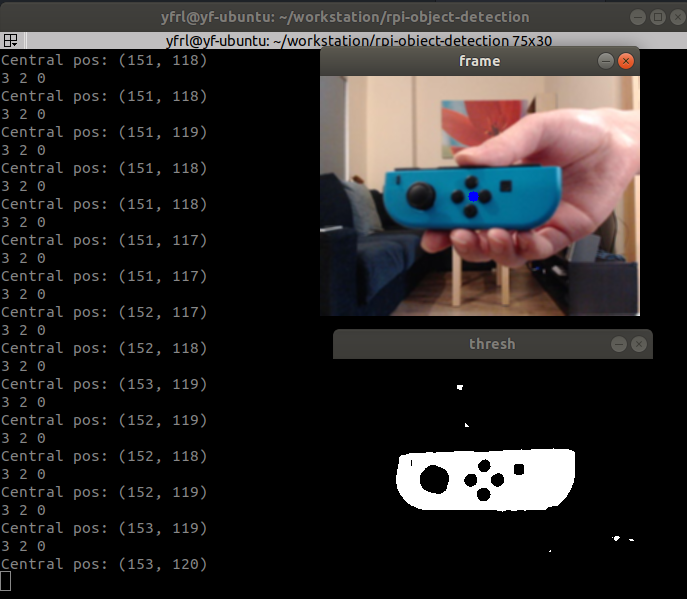 yfrl@yf-ubuntu: ~/workstation/rpi-object-detection
yfrl@yf-ubuntu: ~/workstation/rpi-object-detection 75x30
Central pos: (151, 118)
3 2 0
Central pos: (151, 118)
3 2 0
Central pos: (151, 119)
3 2 0
Central pos: (151, 118)
3 2 0
Central pos: (151, 118)
3 2 0
Central pos: (151, 117)
3 2 0
Central pos: (151, 117)
3 2 0
Central pos: (152, 117)
3 2 0
Central pos: (152, 118)
3 2 0
Central pos: (153, 119)
3 2 0
Central pos: (152, 119)
3 2 0
Central pos: (152, 118)
3 2 0
Central pos: (152, 119)
3 2 0
Central pos: (153, 119)
3 2 0
Central pos: (153, 120)
frame
thresh